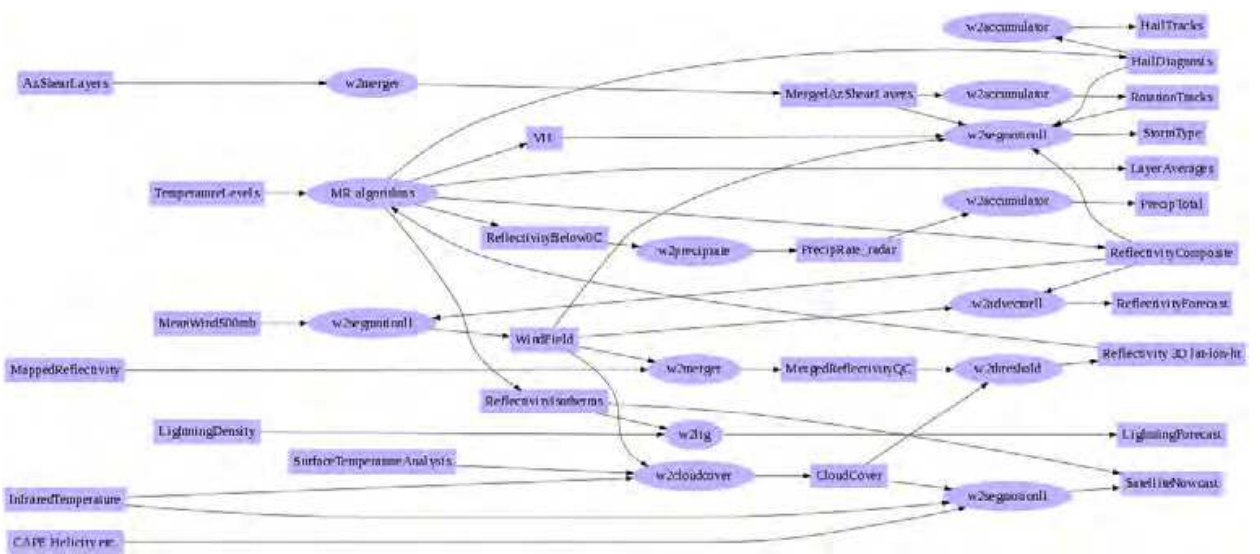 w2accumulator
HailTracks
HailDiagnosis
AzShearLayers
w2merger
MergedAzShearLayers
w2accumulator
RotationTracks
VIL
w2segmotionll
StormType
LayerAverages
TemperatureLevels
MR algorithms
w2accumulator
PrecipTotal
ReflectivityBelow0C
w2preciprate
PrecipRate_radar
ReflectivityComposite
w2advectorll
ReflectivityForecast
MeanWind500mb
w2segmotionll
WindField
Reflectivity 3D lat-lon-ht
MappedReflectivity
w2merger
MergedReflectivityQC
w2threshold
ReflectivityIsotherms
LightningDensity
w2ltg
LightningForecast
SurfaceTemperatureAnalysis
w2cloudcover
CloudCover
SatelliteNowcast
InfraredTemperature
w2segmotionll
CAPE Helicity etc.